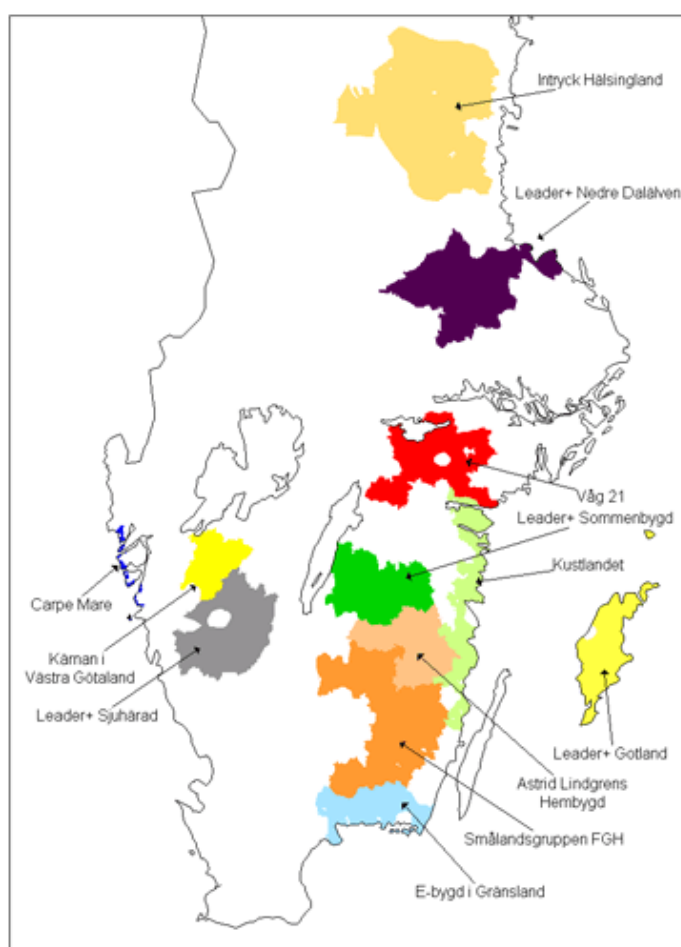 Intryck Hälsingland
Leader+ Nedre Dalälven
Våg 21
Leader+ Sommenbygd
Kustlandet
Carpe Mare
Kärnan i
Västra Götaland
Leader+ Sjuhärad
Leader+ Gotland
Astrid Lindgrens
Hembygd
Smålandsgruppen FGH
E-bygd i Gränsland